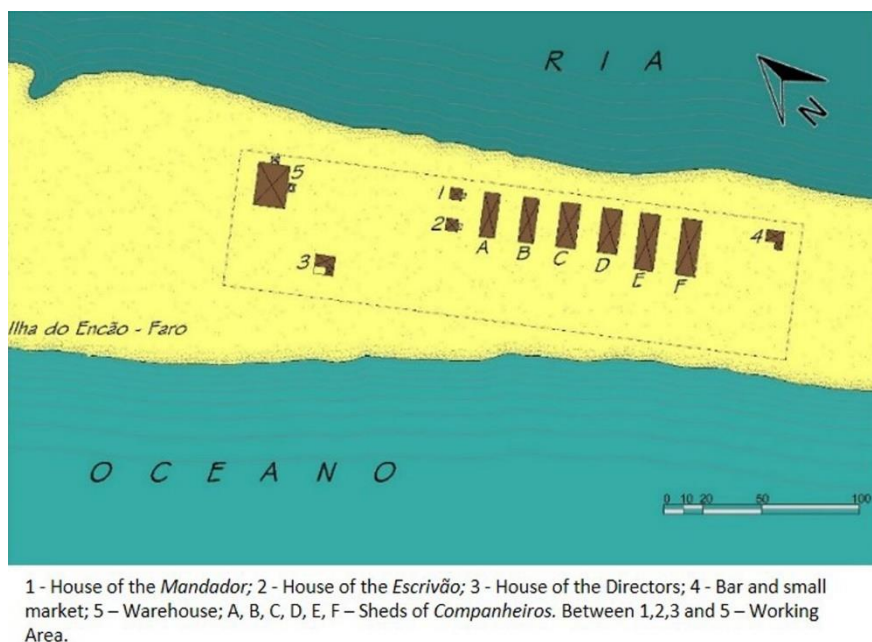 R I A
N
5
1
2
4
3
A
B
C
D
E
F
Ilha do Encão - Faro
O C E A N O
0 10 20 50 100
1 - House of the Mandador; 2 - House of the Escrivão; 3 - House of the Directors; 4 - Bar and small
market; 5 – Warehouse; A, B, C, D, E, F – Sheds of Companheiros. Between 1,2,3 and 5 – Working
Area.